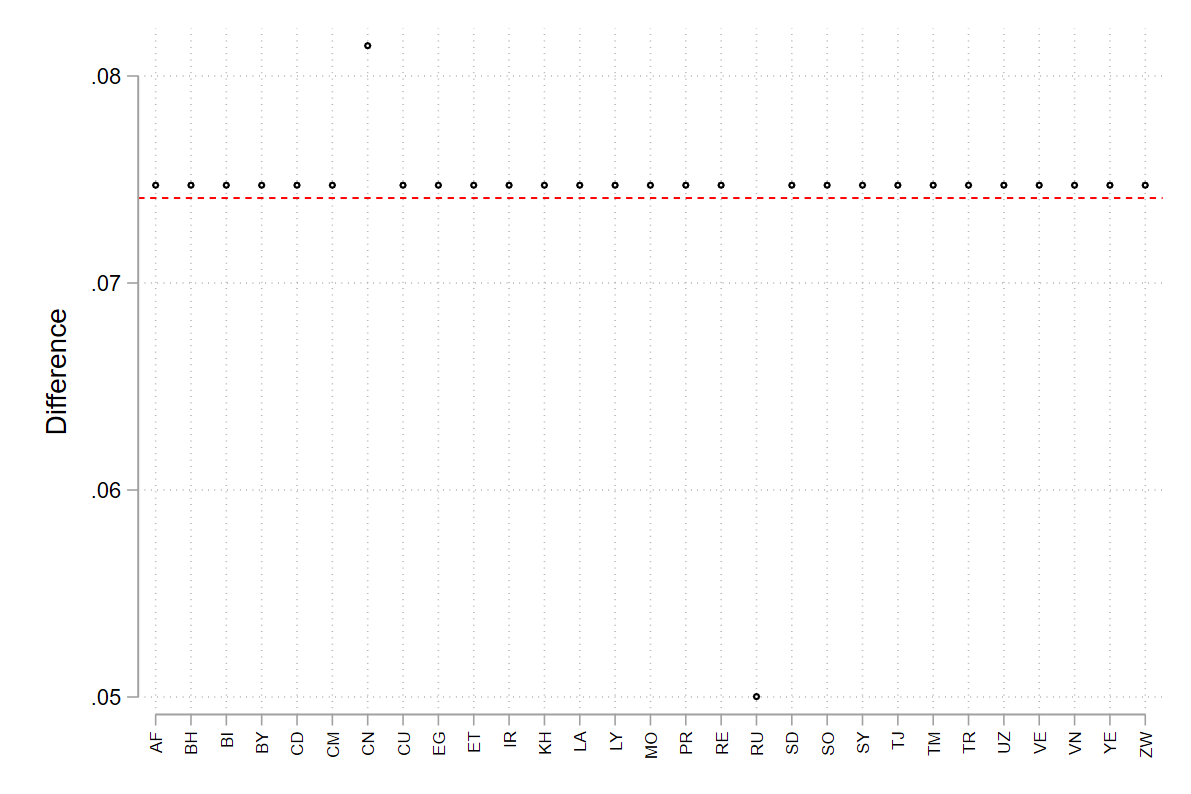 .08
.07
.06
.05
Difference
AF BH BI BY CD CM CN CU EG ET IR KH LA LY MO PR RE RU SD SO SY TJ TM TR UZ VE VN YE ZW